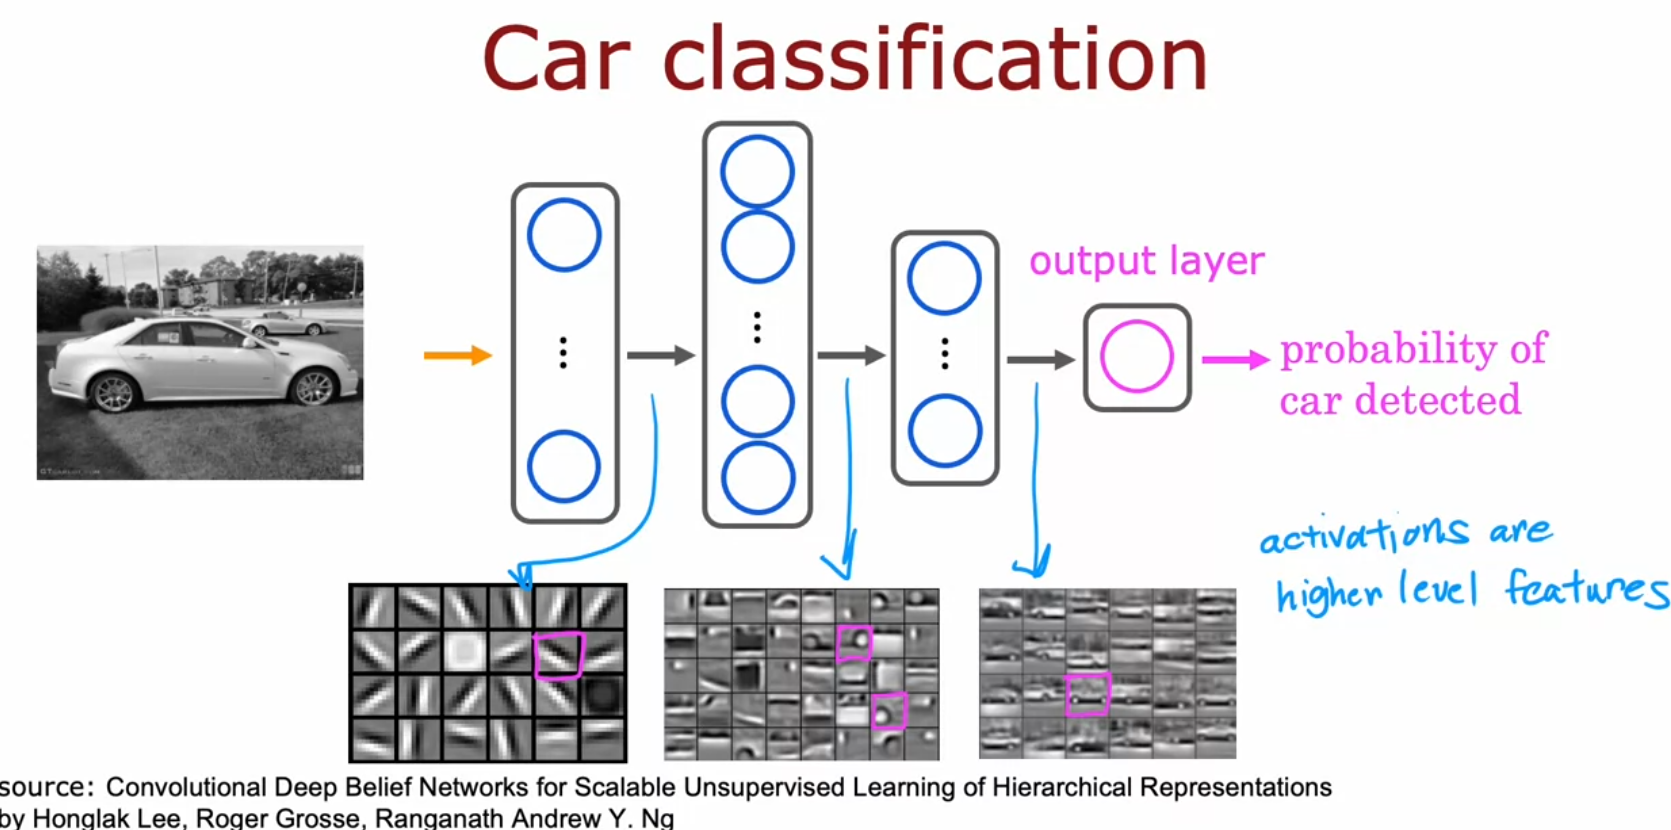 Car classification
output layer
probability of
car detected
activations are
higher level features
source: Convolutional Deep Belief Networks for Scalable Unsupervised Learning of Hierarchical Representations
by Honglak Lee, Roger Grosse, Ranganath Andrew Y. Ng